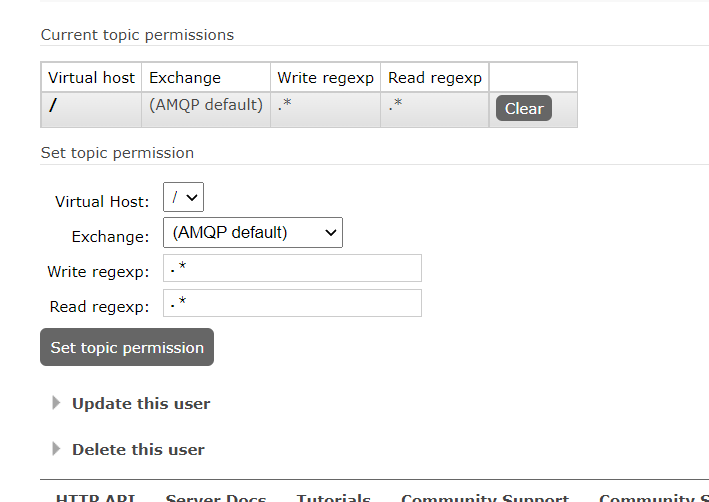 Current topic permissions
Virtual host Exchange Write regexp Read regexp
/ (AMQP default) .* .* Clear
Set topic permission
Virtual Host: /
Exchange: (AMQP default)
Write regexp: .*
Read regexp: .*
Set topic permission
Update this user
Delete this user
HTTP API Server Docs Tutorials Community Support Community S